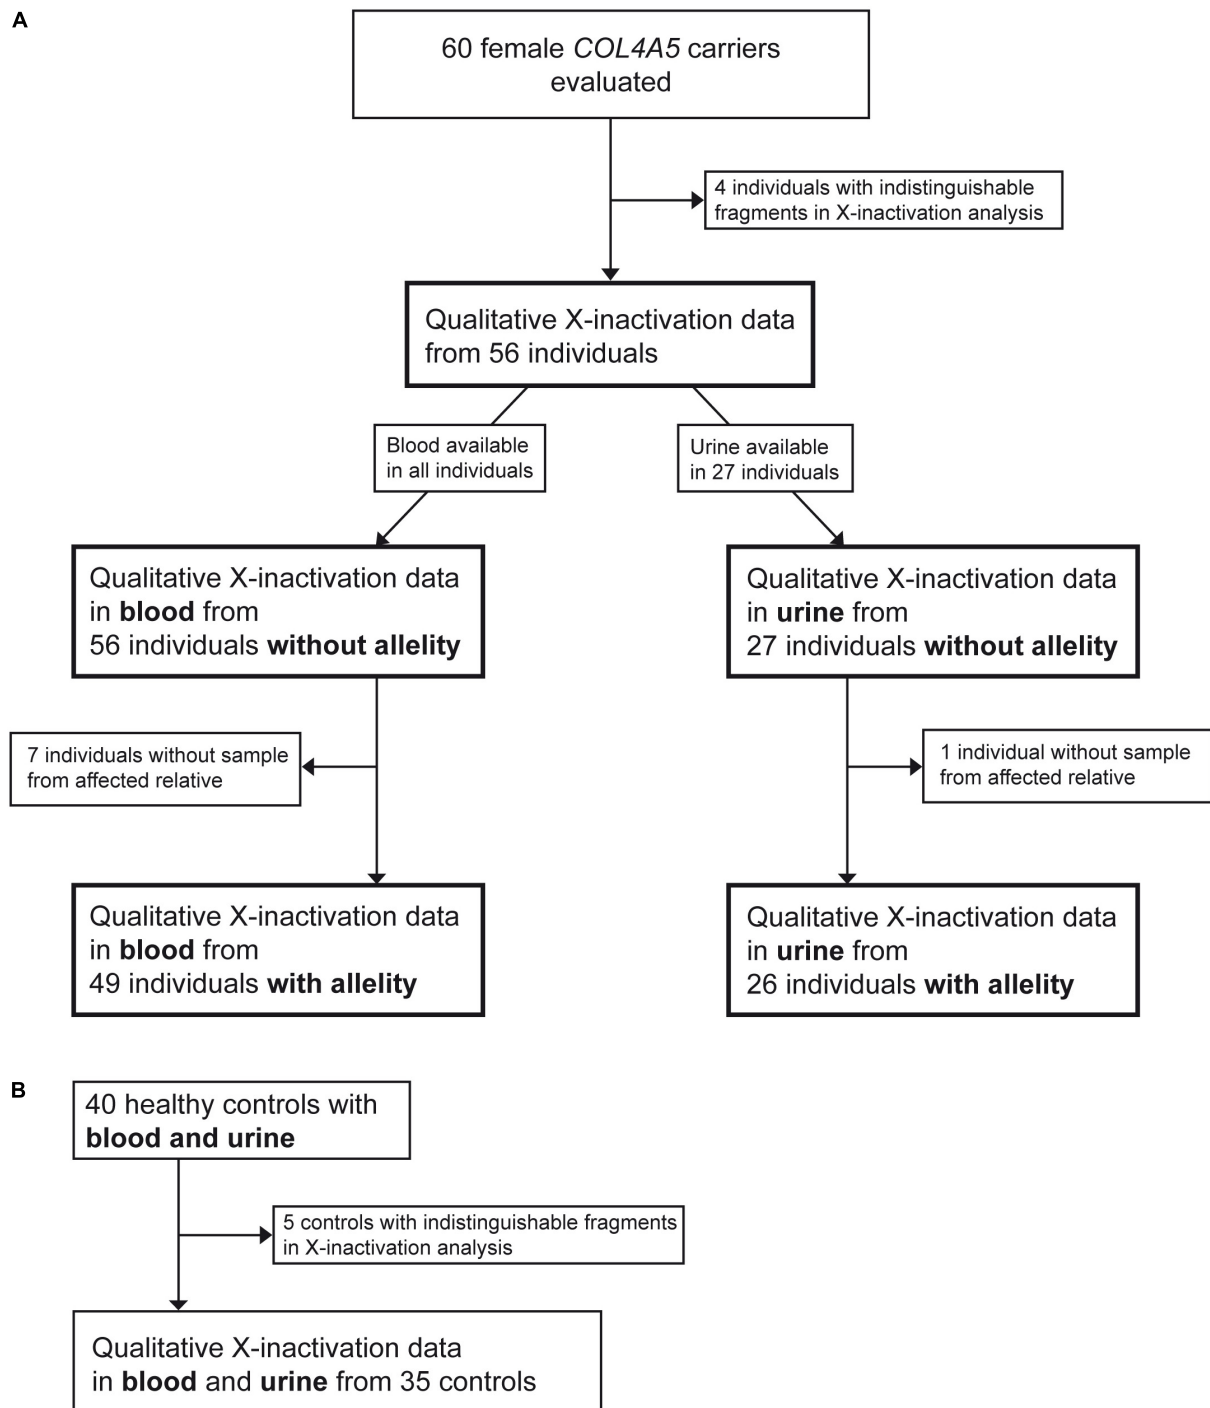 A
60 female COL4A5 carriers
evaluated
4 individuals with indistinguishable
fragments in X-inactivation analysis
Qualitative X-inactivation data
from 56 individuals
Blood available
in all individuals
Urine available
in 27 individuals
Qualitative X-inactivation data
in blood from
56 individuals without allelity
Qualitative X-inactivation data
in urine from
27 individuals without allelity
7 individuals without sample
from affected relative
1 individual without sample
from affected relative
Qualitative X-inactivation data
in blood from
49 individuals with allelity
Qualitative X-inactivation data
in urine from
26 individuals with allelity
B
40 healthy controls with
blood and urine
5 controls with indistinguishable fragments
in X-inactivation analysis
Qualitative X-inactivation data
in blood and urine from 35 controls